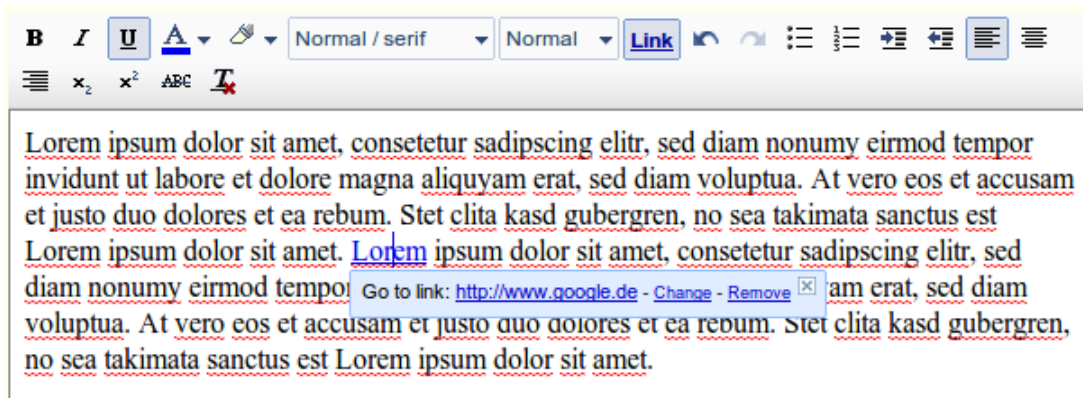 B I U A Normal / serif Normal Link
x₂ x² ABC T
Lorem ipsum dolor sit amet, consetetur sadipscing elitr, sed diam nonumy eirmod tempor
invidunt ut labore et dolore magna aliquyam erat, sed diam voluptua. At vero eos et accusam
et justo duo dolores et ea rebum. Stet clita kasd gubergren, no sea takimata sanctus est
Lorem ipsum dolor sit amet. Lorem ipsum dolor sit amet, consetetur sadipscing elitr, sed
diam nonumy eirmod tempor Go to link: http://www.google.de - Change - Remove am erat, sed diam
voluptua. At vero eos et accusam et justo duo dolores et ea rebum. Stet clita kasd gubergren,
no sea takimata sanctus est Lorem ipsum dolor sit amet.